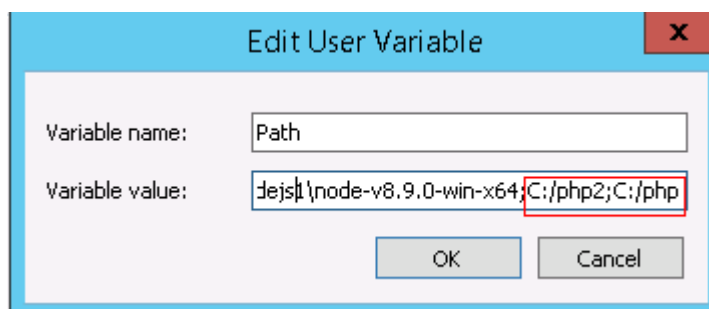 Edit User Variable
x
Variable name: Path
Variable value: dejs1\node-v8.9.0-win-x64;C:/php2;C:/php
OK Cancel